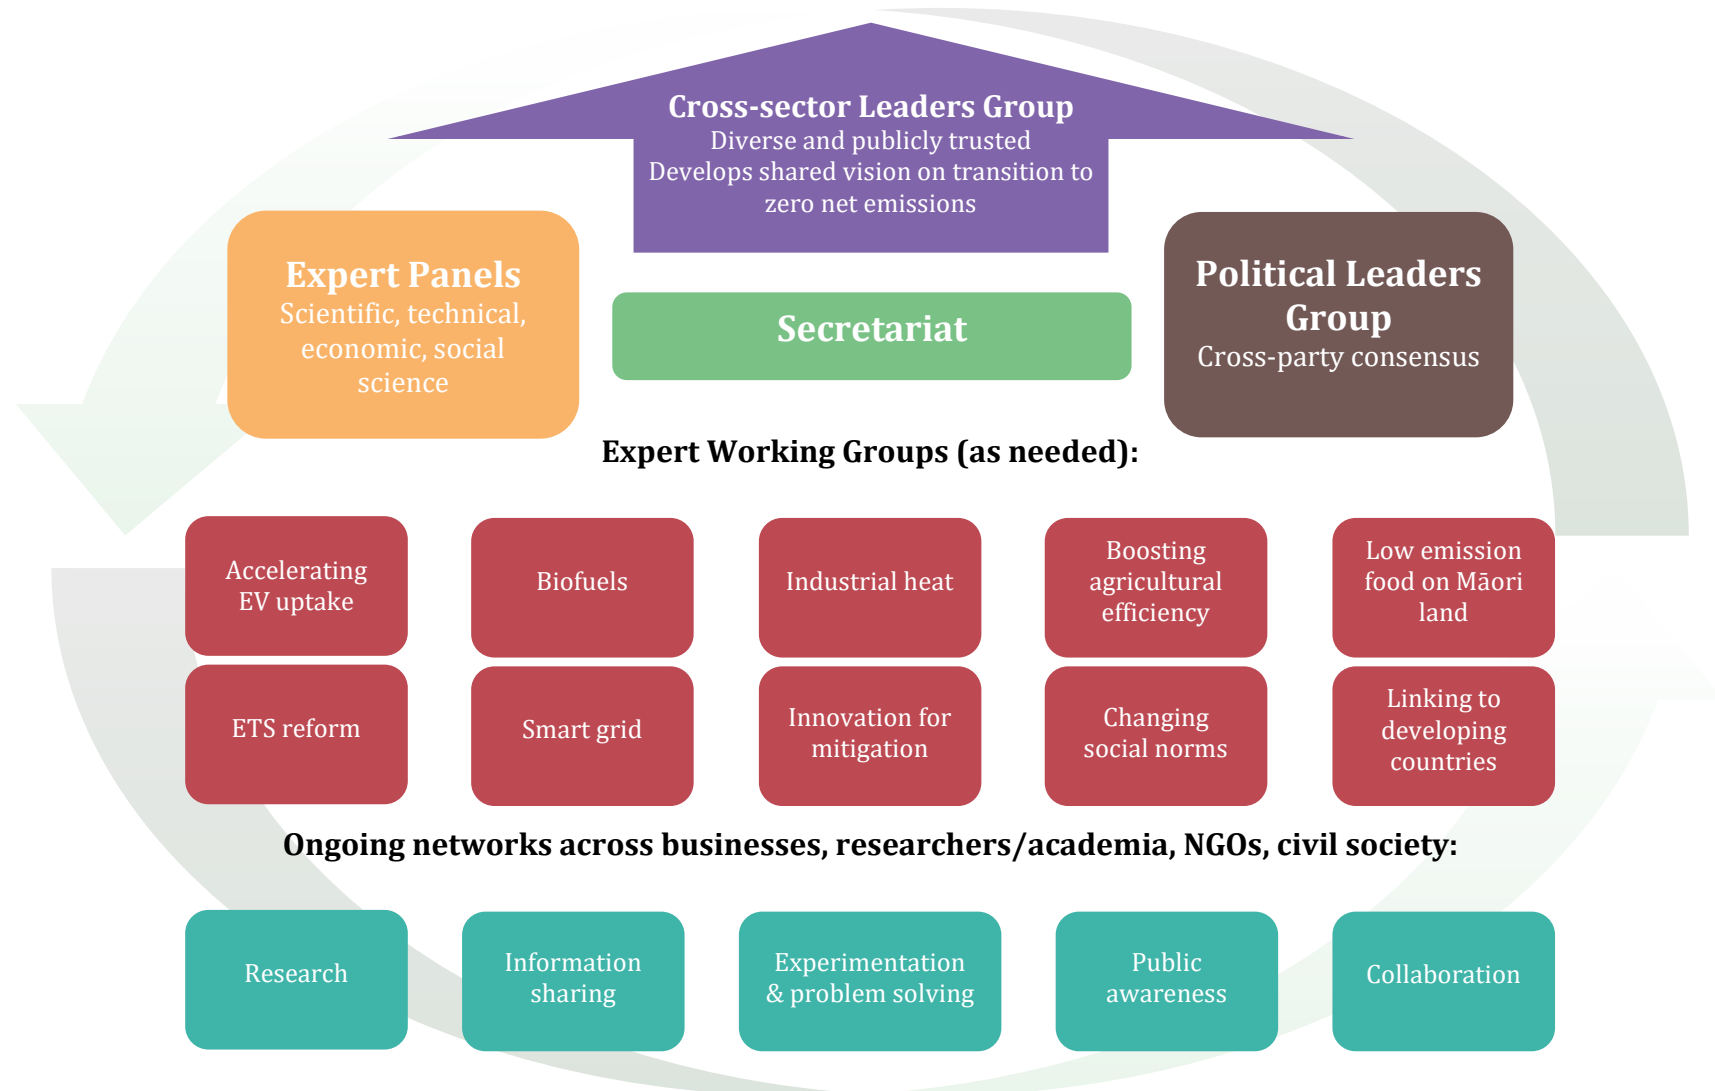 Cross-sector Leaders Group
Diverse and publicly trusted
Develops shared vision on transition to
zero net emissions
Expert Panels
Scientific, technical,
economic, social
science
Secretariat
Political Leaders
Group
Cross-party consensus
Expert Working Groups (as needed):
Accelerating
EV uptake
Biofuels
Industrial heat
Boosting
agricultural
efficiency
Low emission
food on Māori
land
ETS reform
Smart grid
Innovation for
mitigation
Changing
social norms
Linking to
developing
countries
Ongoing networks across businesses, researchers/academia, NGOs, civil society:
Research
Information
sharing
Experimentation
& problem solving
Public
awareness
Collaboration